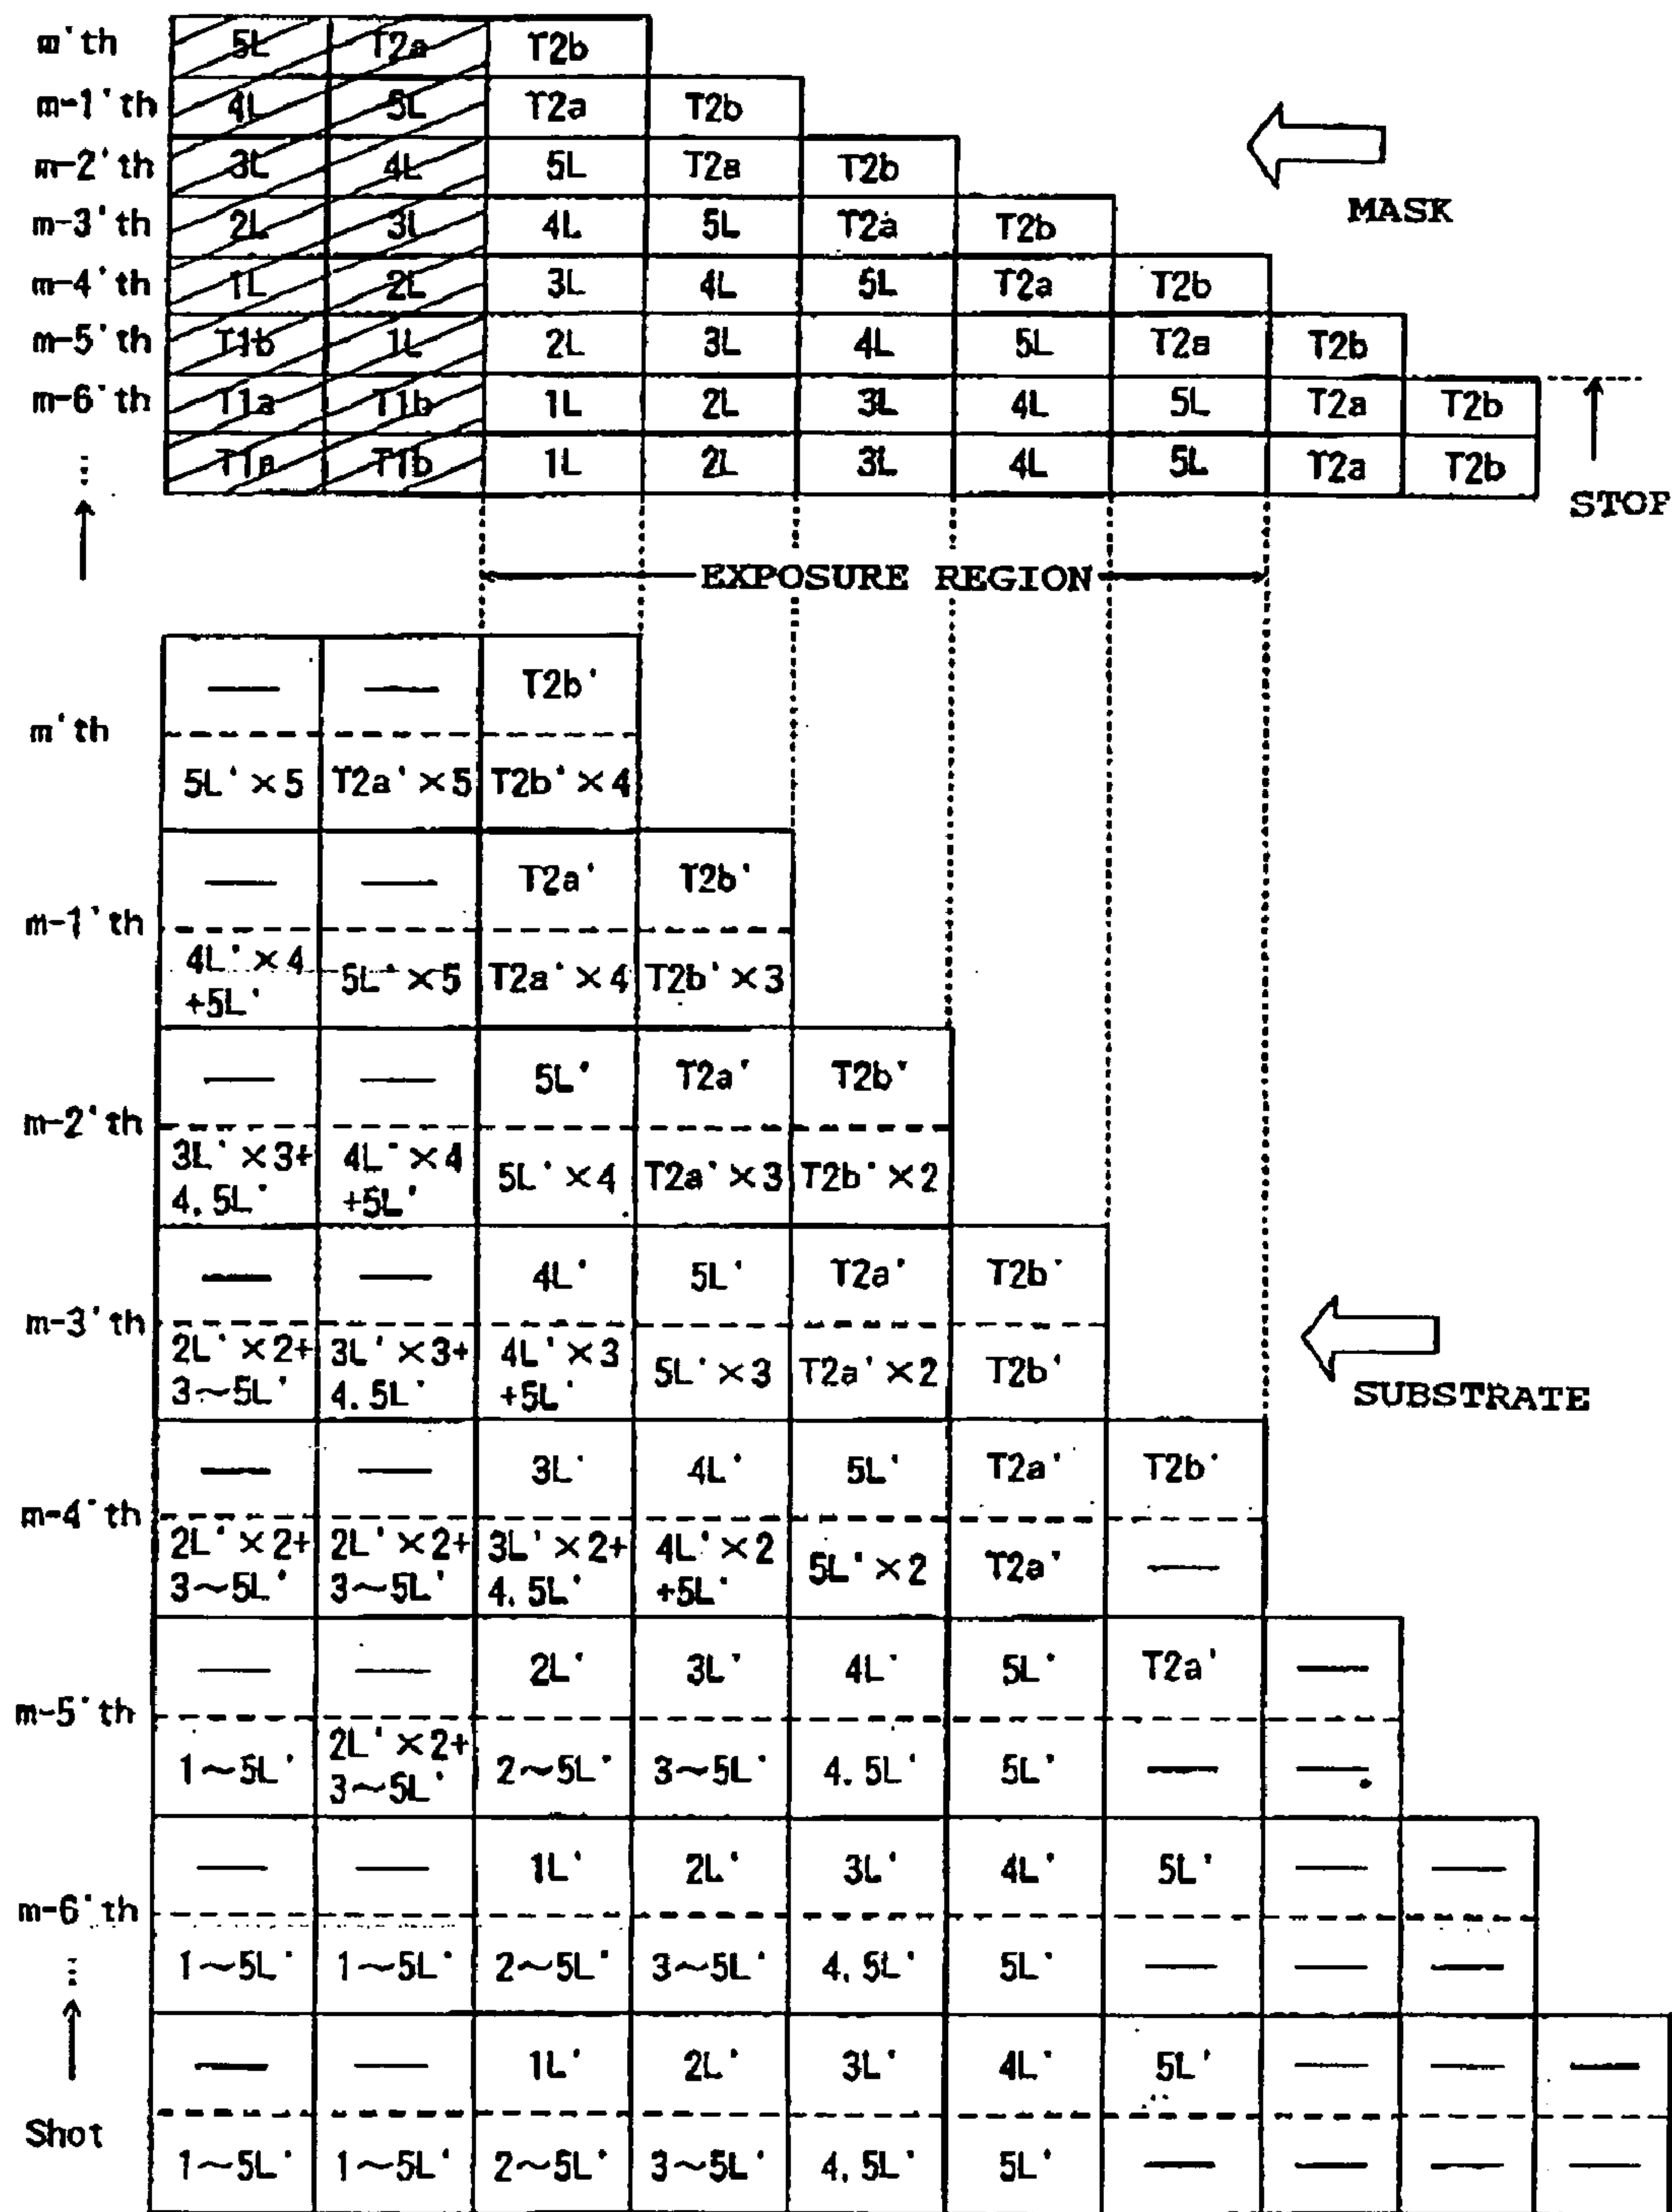 m'th 5L T2a T2b
m-1'th 4L 5L T2a T2b
m-2'th 3L 4L 5L T2a T2b
MASK
m-3'th 2L 3L 4L 5L T2a T2b
m-4'th 1L 2L 3L 4L 5L T2a T2b
m-5'th T1b 1L 2L 3L 4L 5L T2a T2b
m-6'th T1a T1b 1L 2L 3L 4L 5L T2a T2b
⋮ T1a T1b 1L 2L 3L 4L 5L T2a T2b
STOP
EXPOSURE REGION
— — T2b'
m'th
5L'×5 T2a'×5 T2b'×4
— — T2a' T2b'
m-1'th
4L'×4 +5L' 5L'×5 T2a'×4 T2b'×3
— — 5L' T2a' T2b'
m-2'th
3L'×3+ 4.5L' 4L'×4 +5L' 5L'×4 T2a'×3 T2b'×2
— — 4L' 5L' T2a' T2b'
m-3'th
2L'×2+ 3~5L' 3L'×3+ 4.5L' 4L'×3 +5L' 5L'×3 T2a'×2 T2b'
SUBSTRATE
— — 3L' 4L' 5L' T2a' T2b'
m-4'th
2L'×2+ 3~5L' 2L'×2+ 3~5L' 3L'×2+ 4.5L' 4L'×2 +5L' 5L'×2 T2a' —
— — 2L' 3L' 4L' 5L' T2a' —
m-5'th
1~5L' 2L'×2+ 3~5L' 2~5L' 3~5L' 4.5L' 5L' — —
— — 1L' 2L' 3L' 4L' 5L' — —
m-6'th
⋮ 1~5L' 1~5L' 2~5L' 3~5L' 4.5L' 5L' — — —
— — 1L' 2L' 3L' 4L' 5L' — — —
Shot
1~5L' 1~5L' 2~5L' 3~5L' 4.5L' 5L' — — — —